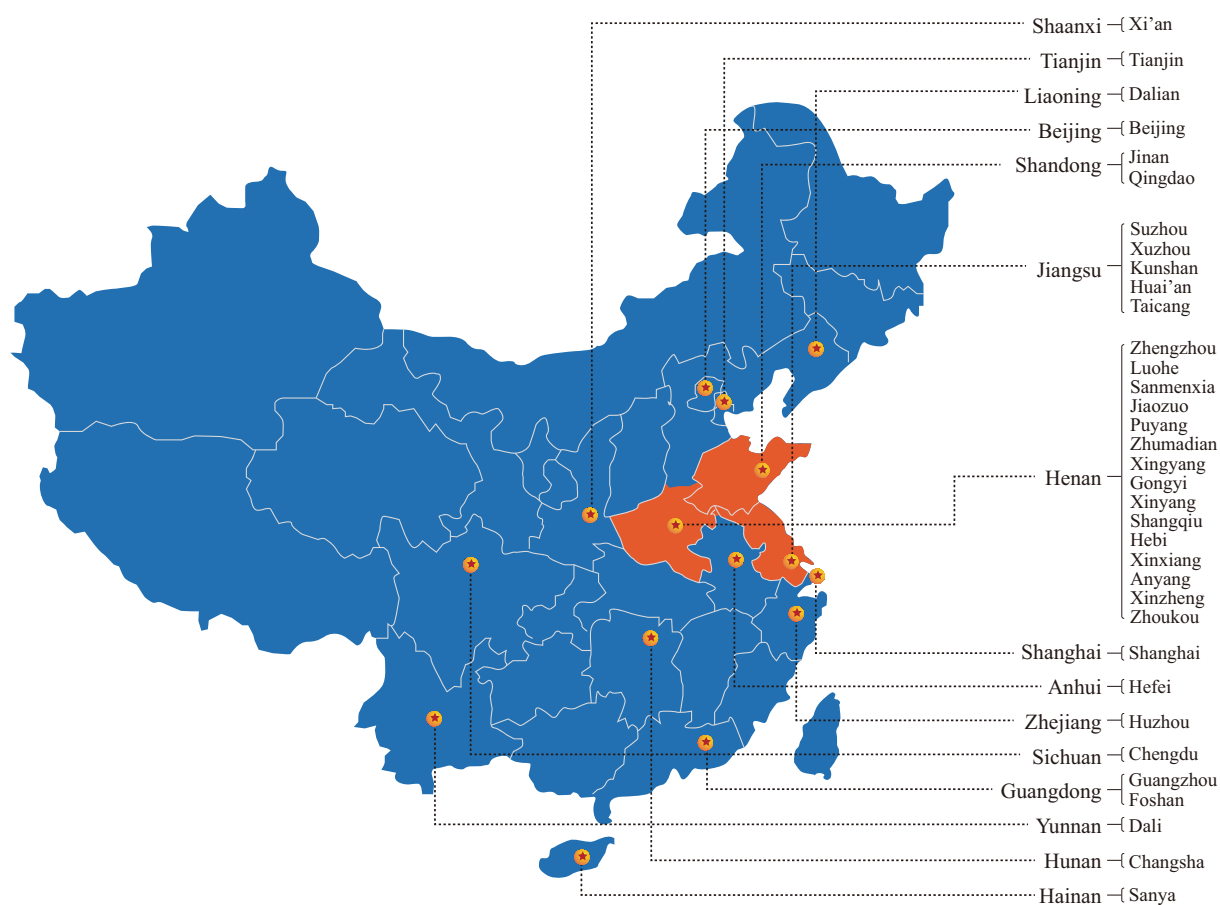 Shaanxi Xi’an
Tianjin Tianjin
Liaoning Dalian
Beijing Beijing
Shandong Jinan
Qingdao
Jiangsu Suzhou
Xuzhou
Kunshan
Huai’an
Taicang
Henan Zhengzhou
Luohe
Sanmenxia
Jiaozuo
Puyang
Zhumadian
Xingyang
Gongyi
Xinyang
Shangqiu
Hebi
Xinxiang
Anyang
Xinzheng
Zhoukou
Shanghai Shanghai
Anhui Hefei
Zhejiang Huzhou
Sichuan Chengdu
Guangdong Guangzhou
Foshan
Yunnan Dali
Hunan Changsha
Hainan Sanya